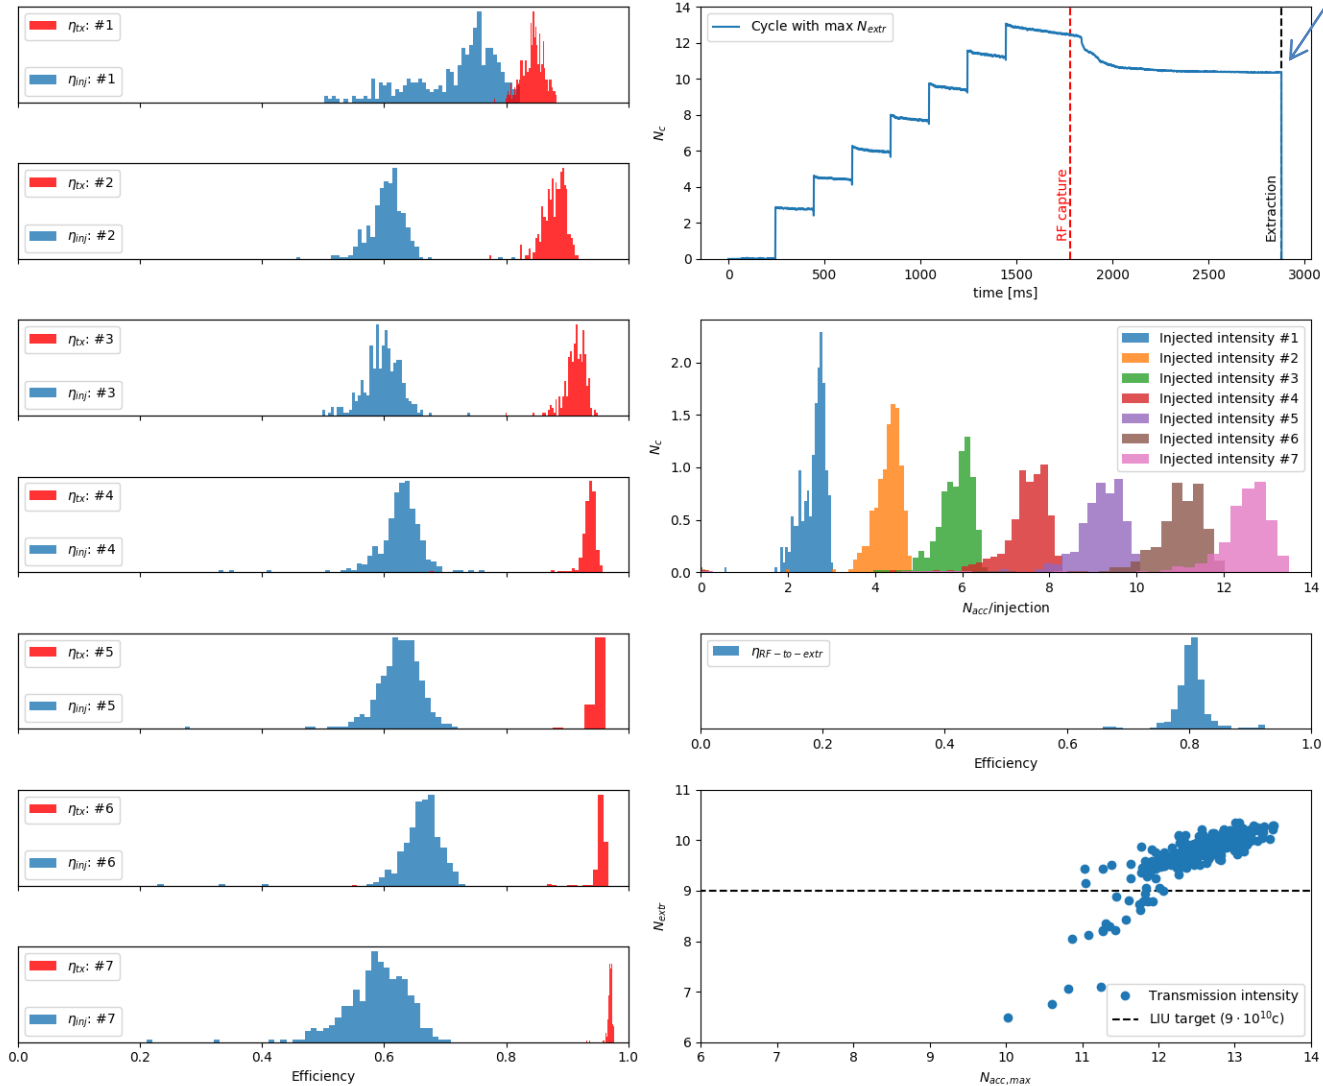 η_tx: #1
η_inj: #1
η_tx: #2
η_inj: #2
η_tx: #3
η_inj: #3
η_tx: #4
η_inj: #4
η_tx: #5
η_inj: #5
η_tx: #6
η_inj: #6
η_tx: #7
η_inj: #7
0.0 0.2 0.4 0.6 0.8 1.0
Efficiency
14
12
10
8
6
4
2
0
N_c
Cycle with max N_extr
RF capture
Extraction
0 500 1000 1500 2000 2500 3000
time [ms]
2.0
1.5
1.0
0.5
0.0
N_c
Injected intensity #1
Injected intensity #2
Injected intensity #3
Injected intensity #4
Injected intensity #5
Injected intensity #6
Injected intensity #7
0 2 4 6 8 10 12 14
N_acc/injection
η_RF−to−extr
0.0 0.2 0.4 0.6 0.8 1.0
Efficiency
11
10
9
8
7
6
N_extr
Transmission intensity
LIU target (9 · 10^10c)
6 7 8 9 10 11 12 13 14
N_acc,max